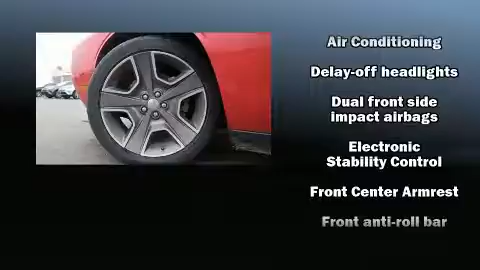 Air Conditioning
Delay-off headlights
Dual front side
impact airbags
Electronic
Stability Control
Front Center Armrest
Front anti-roll bar